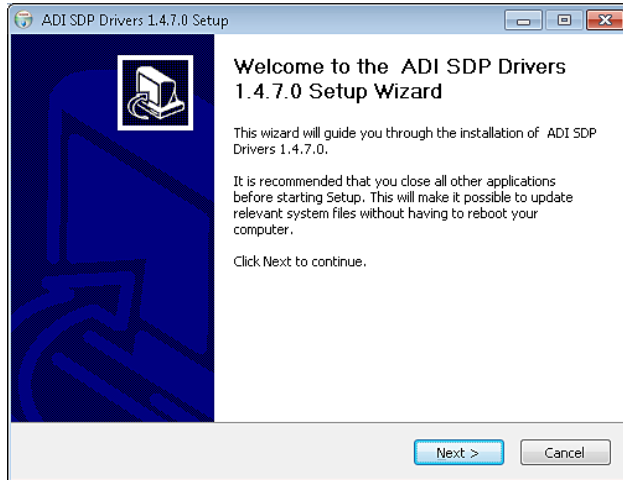 ADI SDP Drivers 1.4.7.0 Setup
Welcome to the ADI SDP Drivers
1.4.7.0 Setup Wizard
This wizard will guide you through the installation of ADI SDP
Drivers 1.4.7.0.
It is recommended that you close all other applications
before starting Setup. This will make it possible to update
relevant system files without having to reboot your
computer.
Click Next to continue.
Next >
Cancel